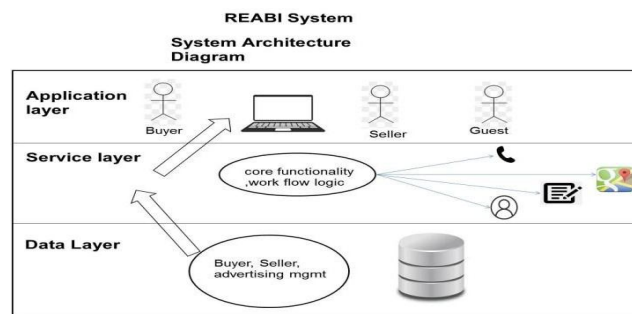 REABI System
System Architecture
Diagram
Application
layer
Buyer
Seller
Guest
Service layer
core functionality
,work flow logic
Data Layer
Buyer, Seller,
advertising mgmt